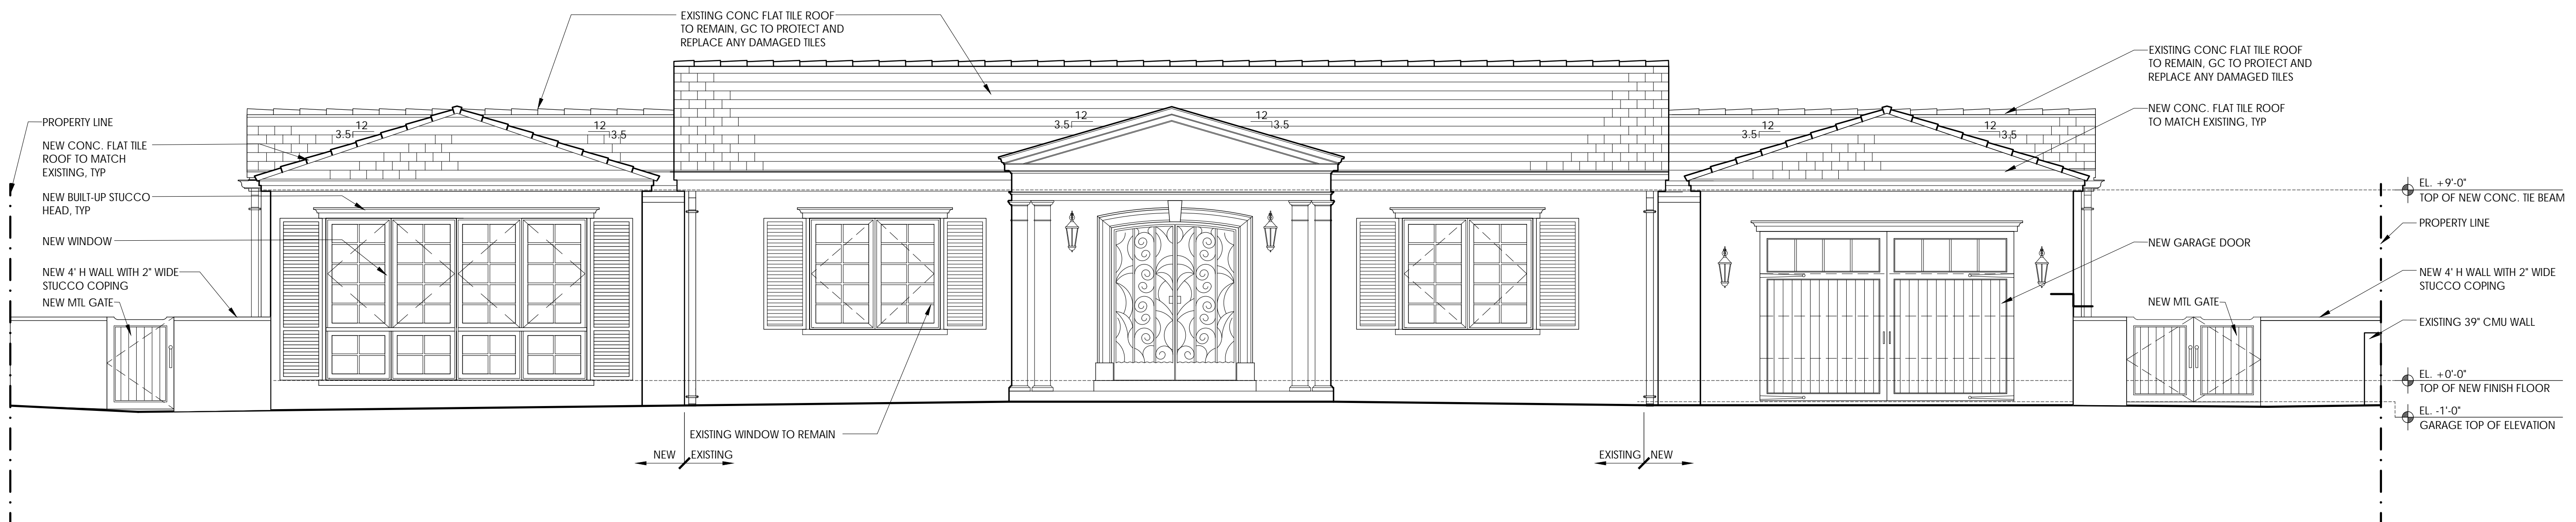 EXISTING CONC FLAT TILE ROOF
TO REMAIN, GC TO PROTECT AND
REPLACE ANY DAMAGED TILES
EXISTING CONC FLAT TILE ROOF
TO REMAIN, GC TO PROTECT AND
REPLACE ANY DAMAGED TILES
PROPERTY LINE
NEW CONC. FLAT TILE
ROOF TO MATCH
EXISTING, TYP
NEW BUILT-UP STUCCO
HEAD, TYP
NEW WINDOW
NEW 4' H WALL WITH 2" WIDE
STUCCO COPING
NEW MTL GATE
12
3.5
12
3.5
12
3.5
12
3.5
12
3.5
12
3.5
NEW CONC. FLAT TILE ROOF
TO MATCH EXISTING, TYP
EL. +9'-0"
TOP OF NEW CONC. TIE BEAM
PROPERTY LINE
NEW GARAGE DOOR
NEW 4' H WALL WITH 2" WIDE
STUCCO COPING
NEW MTL GATE
EXISTING 39" CMU WALL
EL. +0'-0"
TOP OF NEW FINISH FLOOR
EL. -1'-0"
GARAGE TOP OF ELEVATION
EXISTING WINDOW TO REMAIN
NEW EXISTING
EXISTING NEW